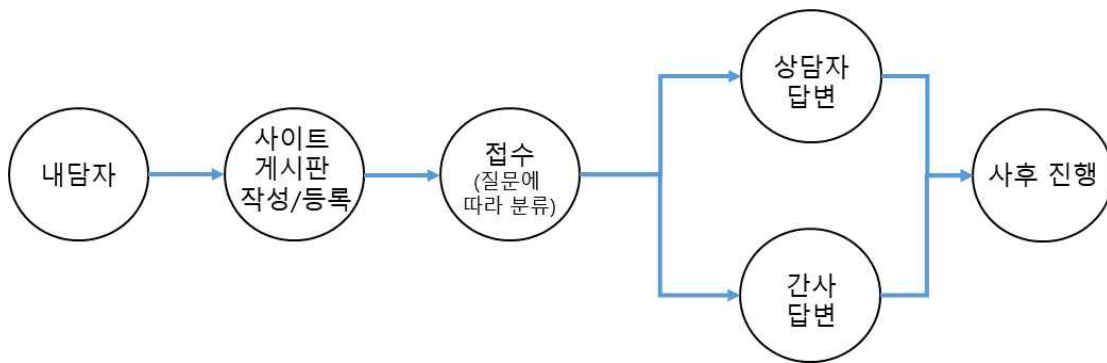 내담자
사이트
게시판
작성/등록
접수
(질문에
따라 분류)
상담자
답변
간사
답변
사후 진행